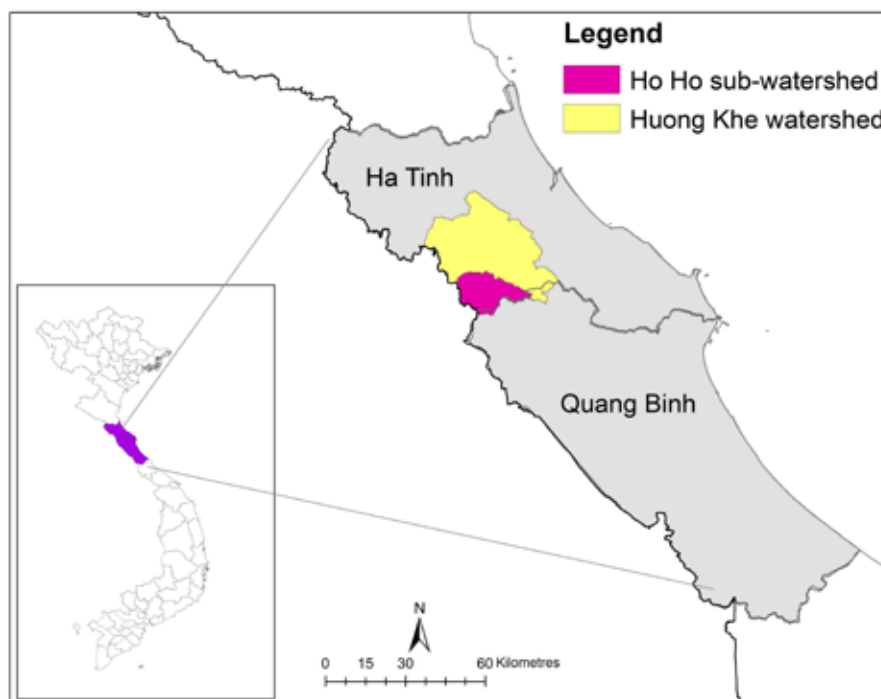 Legend
Ho Ho sub-watershed
Huong Khe watershed
Ha Tinh
Quang Binh
N
0 15 30 60 Kilometres